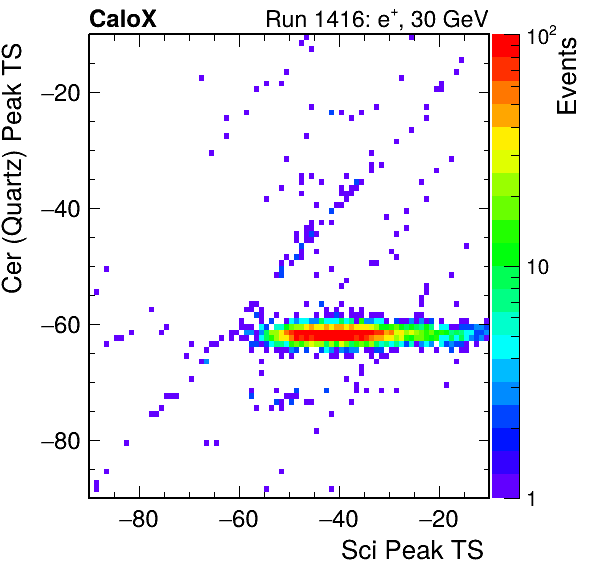 CaloX Run 1416: e⁺, 30 GeV
Cer (Quartz) Peak TS
−20
−40
−60
−80
−80 −60 −40 −20
Sci Peak TS
10²
10
1
Events